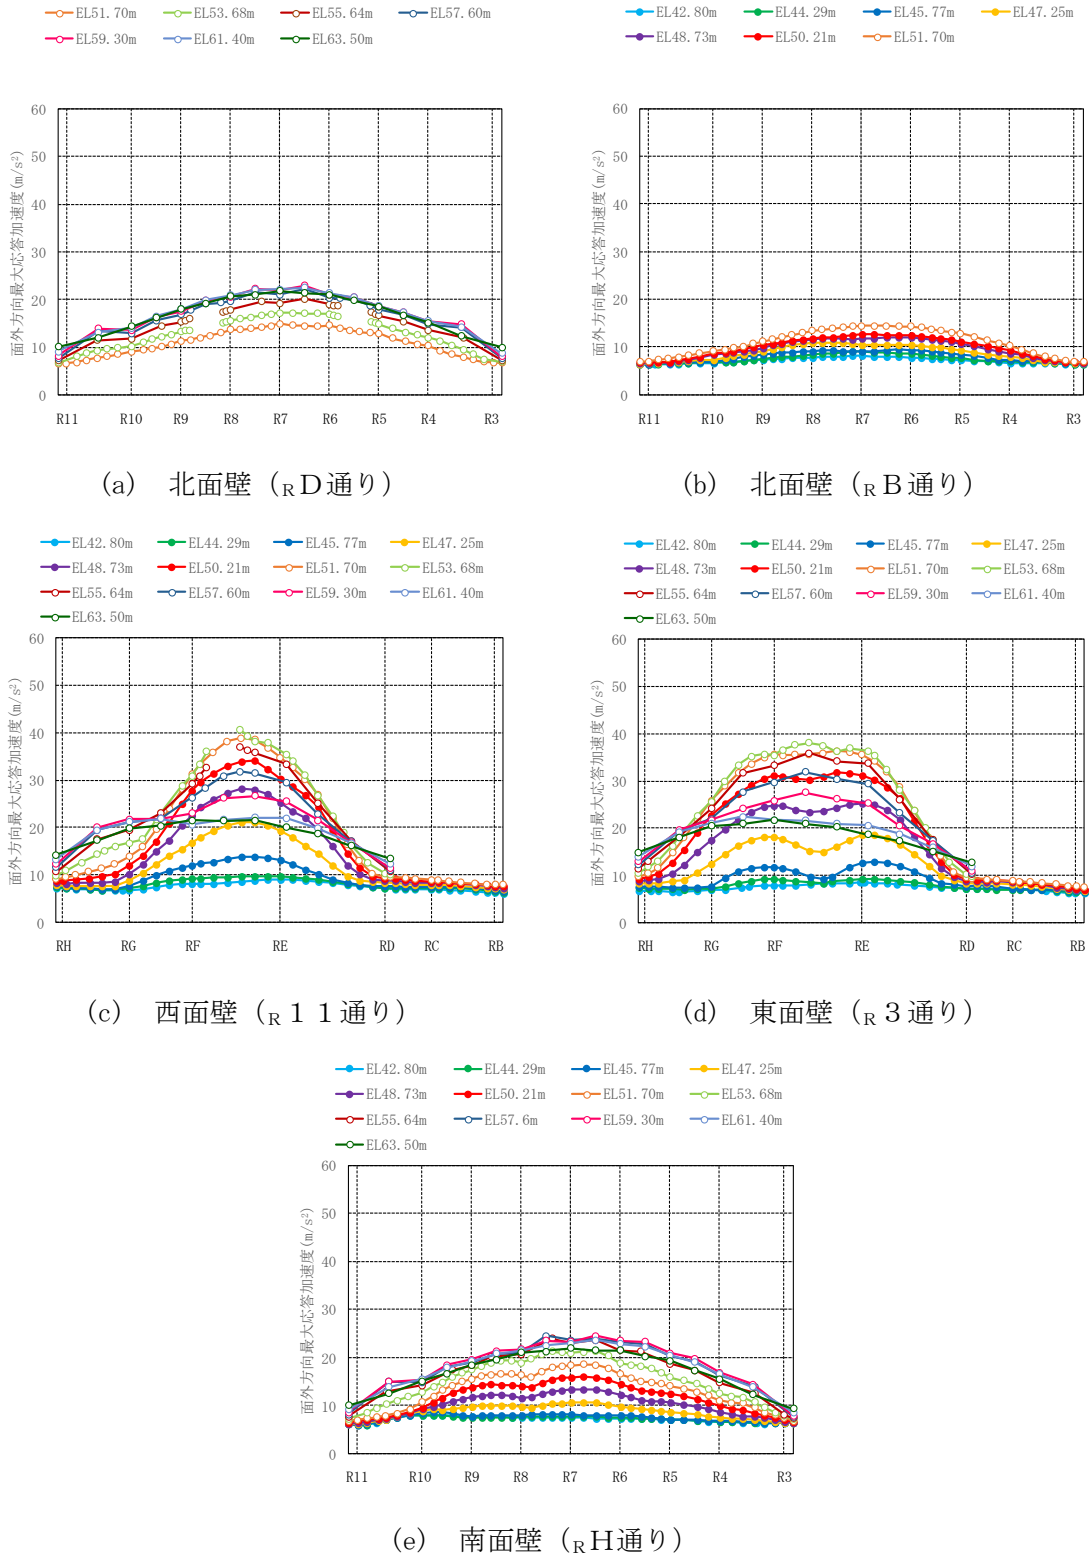 EL51.70m EL53.68m EL55.64m EL57.60m
EL59.30m EL61.40m EL63.50m
面外方向最大応答加速度(m/s²)
60
50
40
30
20
10
0
R11 R10 R9 R8 R7 R6 R5 R4 R3
(a) 北面壁(RD通り)
EL42.80m EL44.29m EL45.77m EL47.25m
EL48.73m EL50.21m EL51.70m
面外方向最大応答加速度(m/s²)
60
50
40
30
20
10
0
R11 R10 R9 R8 R7 R6 R5 R4 R3
(b) 北面壁(RB通り)
EL42.80m EL44.29m EL45.77m EL47.25m
EL48.73m EL50.21m EL51.70m EL53.68m
EL55.64m EL57.60m EL59.30m EL61.40m
EL63.50m
面外方向最大応答加速度(m/s²)
60
50
40
30
20
10
0
RH RG RF RE RD RC RB
(c) 西面壁(R11通り)
EL42.80m EL44.29m EL45.77m EL47.25m
EL48.73m EL50.21m EL51.70m EL53.68m
EL55.64m EL57.60m EL59.30m EL61.40m
EL63.50m
面外方向最大応答加速度(m/s²)
60
50
40
30
20
10
0
RH RG RF RE RD RC RB
(d) 東面壁(R3通り)
EL42.80m EL44.29m EL45.77m EL47.25m
EL48.73m EL50.21m EL51.70m EL53.68m
EL55.64m EL57.6m EL59.30m EL61.40m
EL63.50m
面外方向最大応答加速度(m/s²)
60
50
40
30
20
10
0
R11 R10 R9 R8 R7 R6 R5 R4 R3
(e) 南面壁(RH通り)